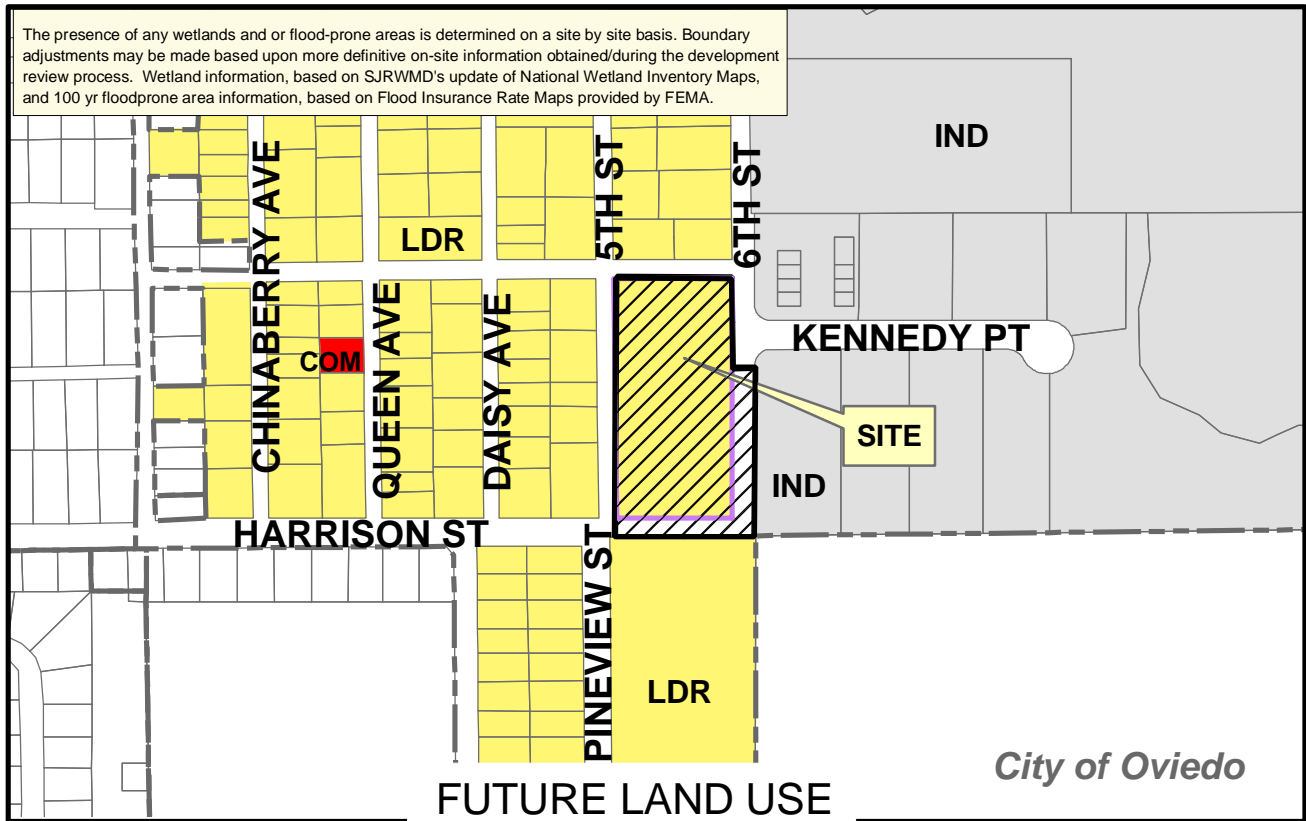 The presence of any wetlands and or flood-prone areas is determined on a site by site basis. Boundary
adjustments may be made based upon more definitive on-site information obtained/during the development
review process.  Wetland information, based on SJRWMD's update of National Wetland Inventory Maps,
and 100 yr floodprone area information, based on Flood Insurance Rate Maps provided by FEMA.
IND
CHINABERRY AVE
5TH ST
6TH ST
LDR
QUEEN AVE
DAISY AVE
KENNEDY PT
COM
SITE
IND
HARRISON ST
PINEVIEW ST
LDR
City of Oviedo
FUTURE LAND USE